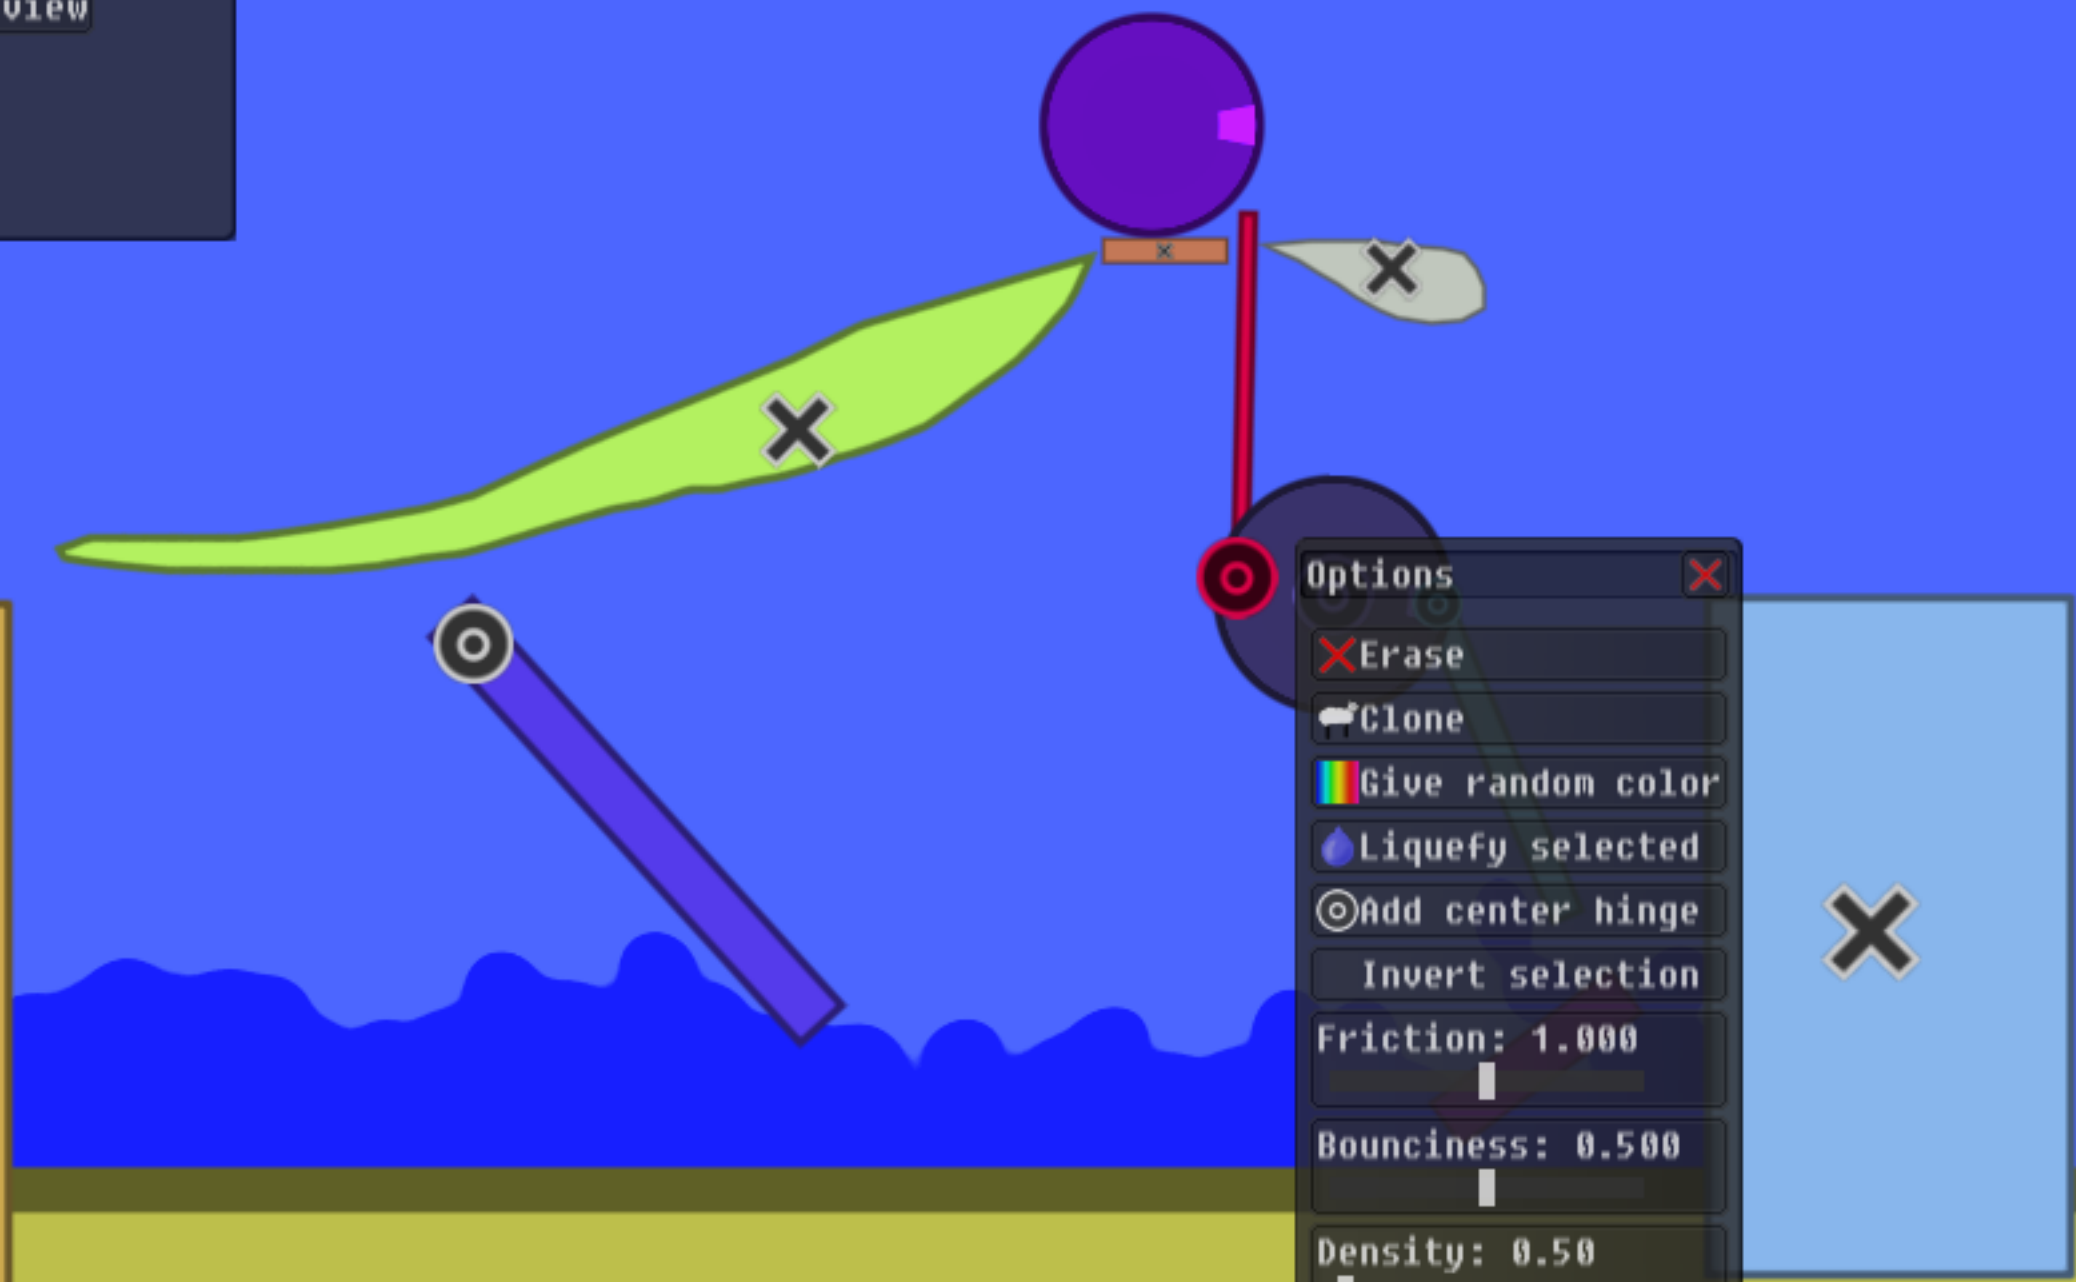 view
Options
Erase
Clone
Give random color
Liquefy selected
Add center hinge
Invert selection
Friction: 1.000
Bounciness: 0.500
Density: 0.50